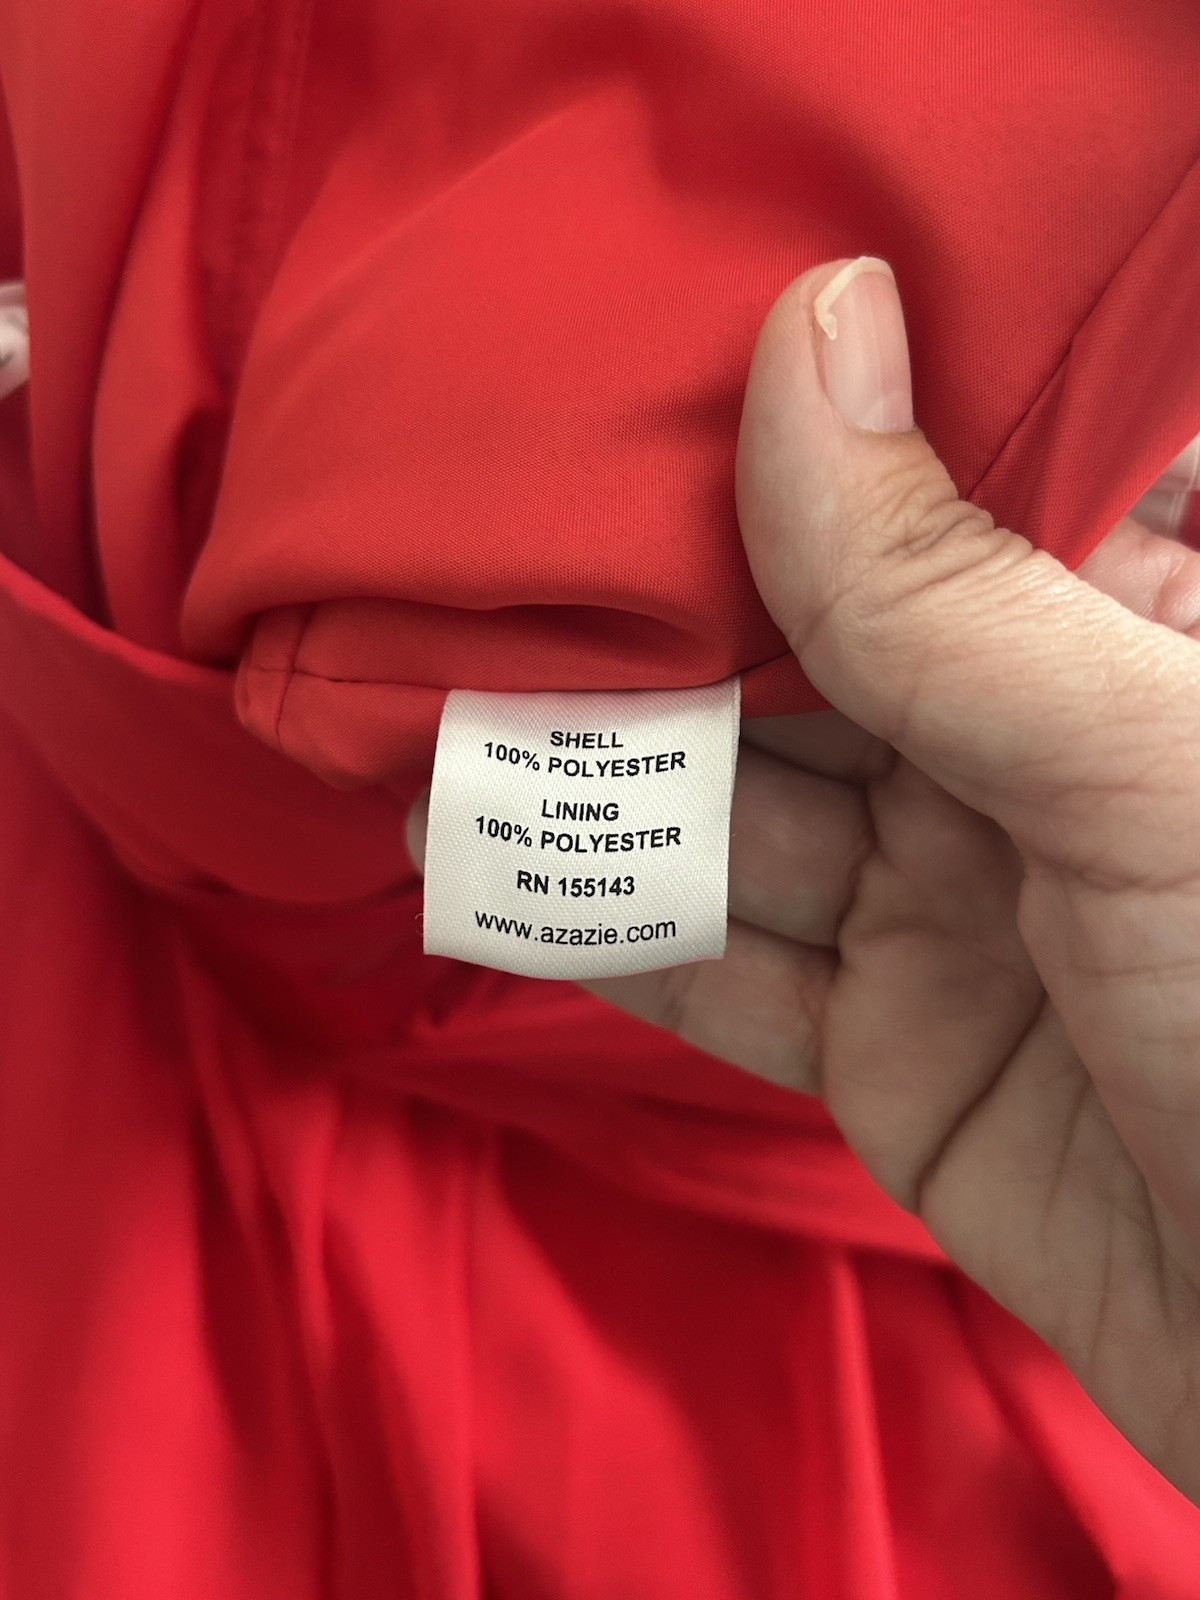 SHELL
100% POLYESTER
LINING
100% POLYESTER
RN 155143
www.azazie.com